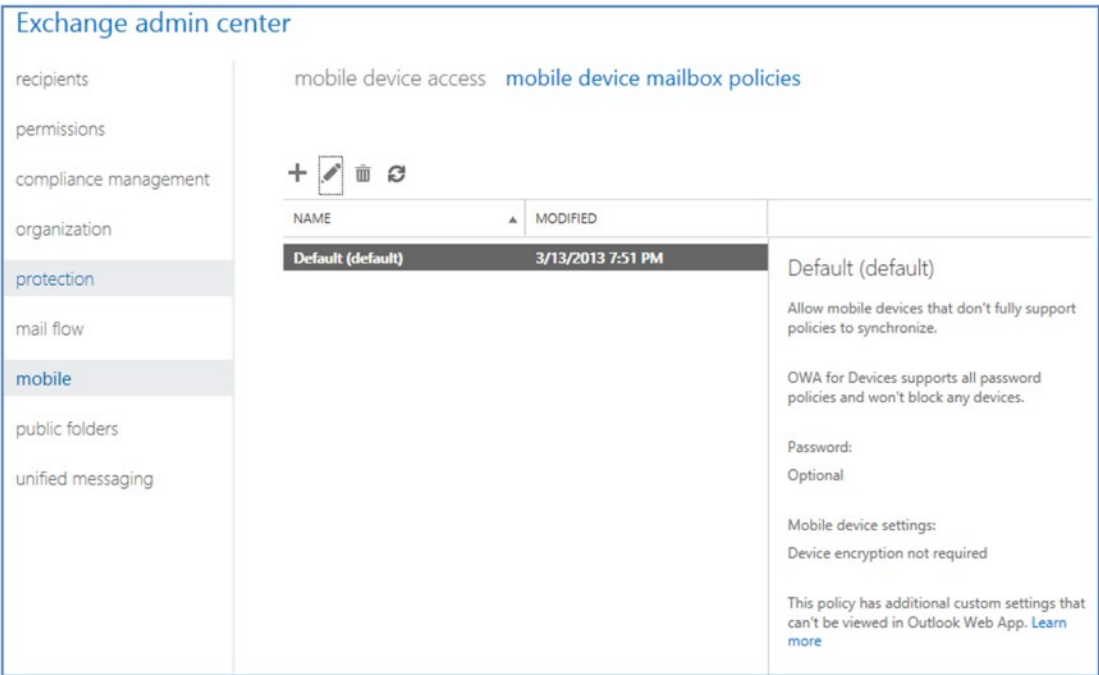 Exchange admin center
recipients
permissions
compliance management
organization
protection
mail flow
mobile
public folders
unified messaging
mobile device access mobile device mailbox policies
NAME MODIFIED
Default (default) 3/13/2013 7:51 PM
Default (default)
Allow mobile devices that don't fully support
policies to synchronize.
OWA for Devices supports all password
policies and won't block any devices.
Password:
Optional
Mobile device settings:
Device encryption not required
This policy has additional custom settings that
can't be viewed in Outlook Web App. Learn
more